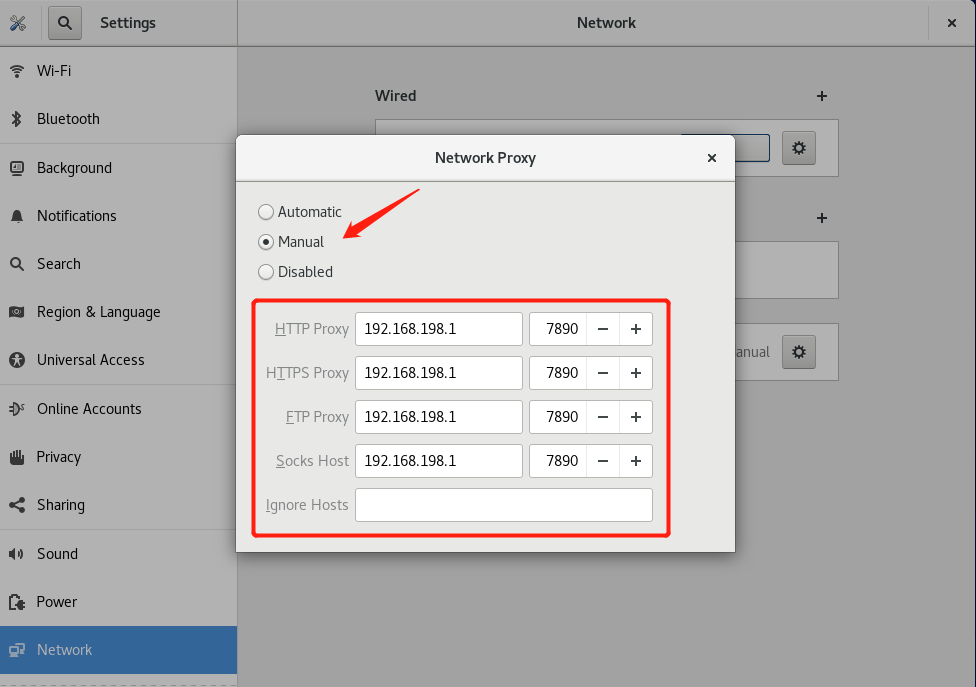 Settings
Network
Wi-Fi
Bluetooth
Background
Notifications
Search
Region & Language
Universal Access
Online Accounts
Privacy
Sharing
Sound
Power
Network
Wired
Network Proxy
Automatic
Manual
Disabled
HTTP Proxy 192.168.198.1 7890
HTTPS Proxy 192.168.198.1 7890
FTP Proxy 192.168.198.1 7890
Socks Host 192.168.198.1 7890
Ignore Hosts
anual